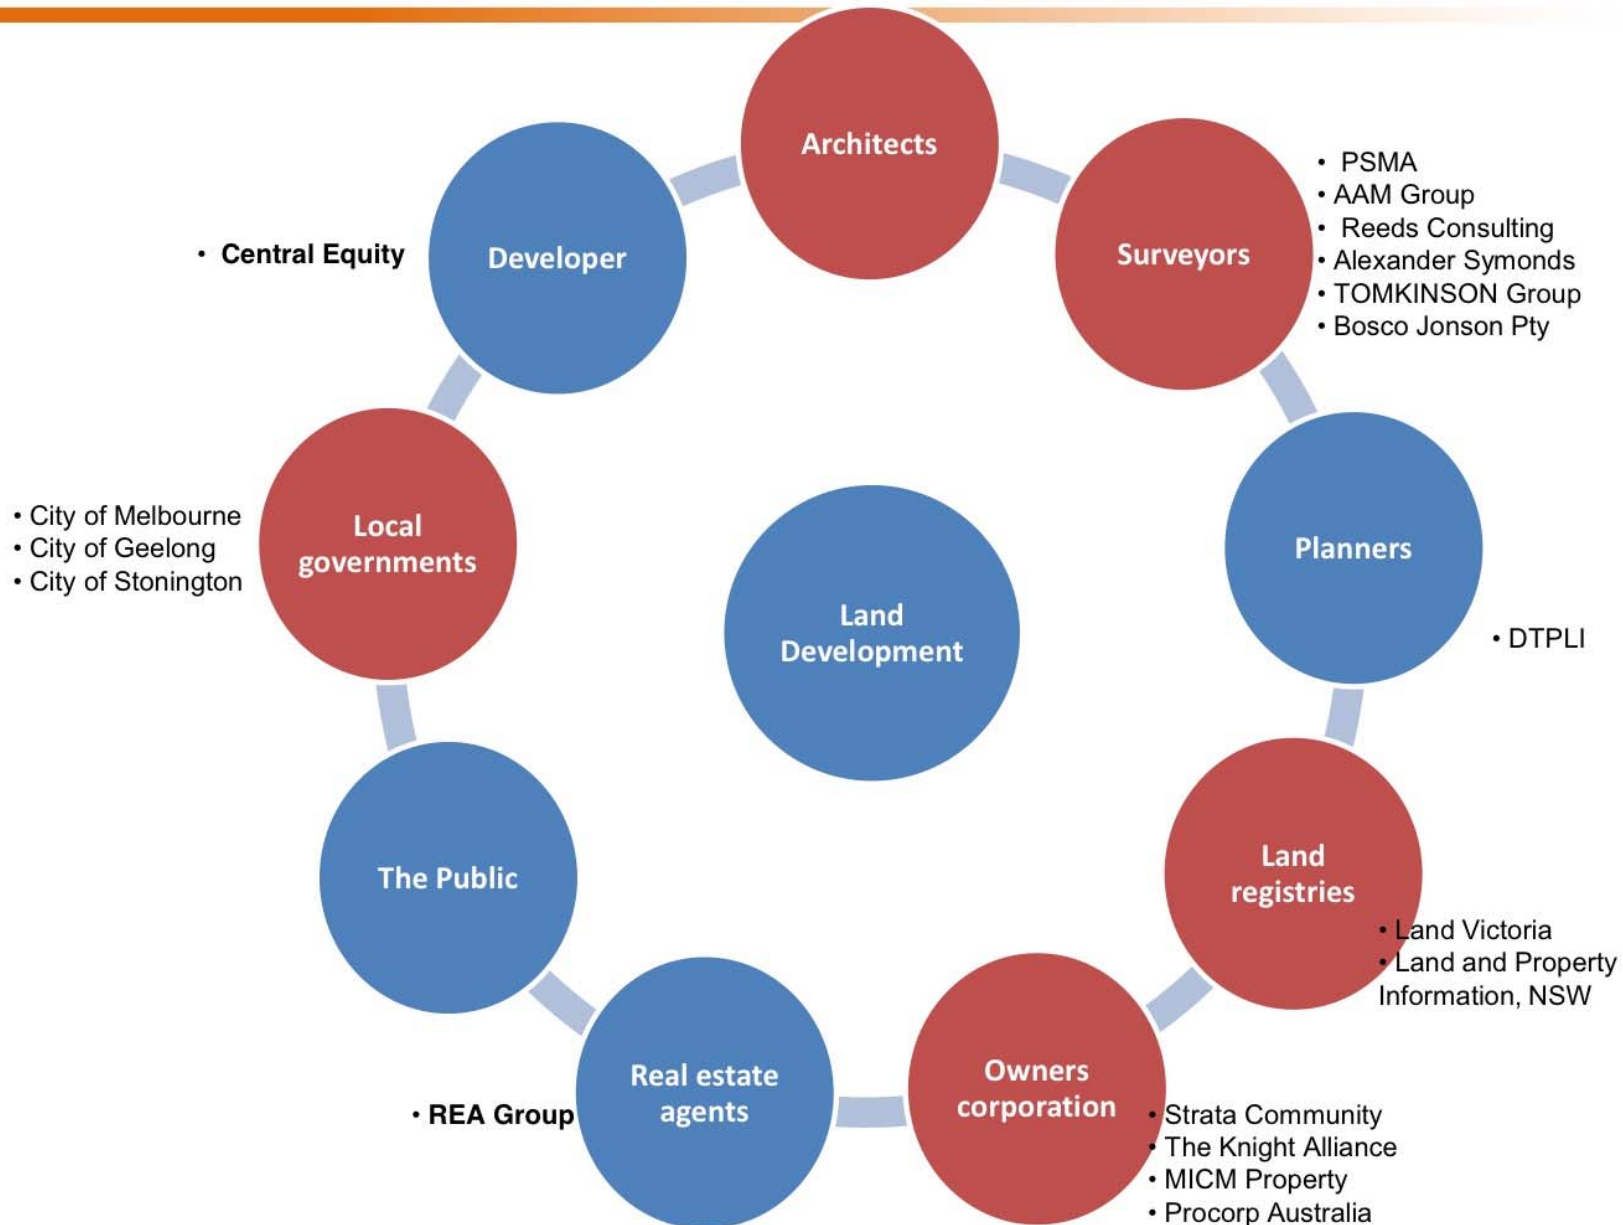 Architects
Developer
• Central Equity
Surveyors
•  PSMA
• AAM Group
•  Reeds Consulting
• Alexander Symonds
• TOMKINSON Group
• Bosco Jonson Pty
Local
governments
• City of Melbourne
• City of Geelong
• City of Stonington
Planners
• DTPLI
Land
Development
The Public
Land
registries
• Land Victoria
• Land and Property
Information, NSW
Real estate
agents
• REA Group
Owners
corporation
• Strata Community
• The Knight Alliance
• MICM Property
• Procorp Australia